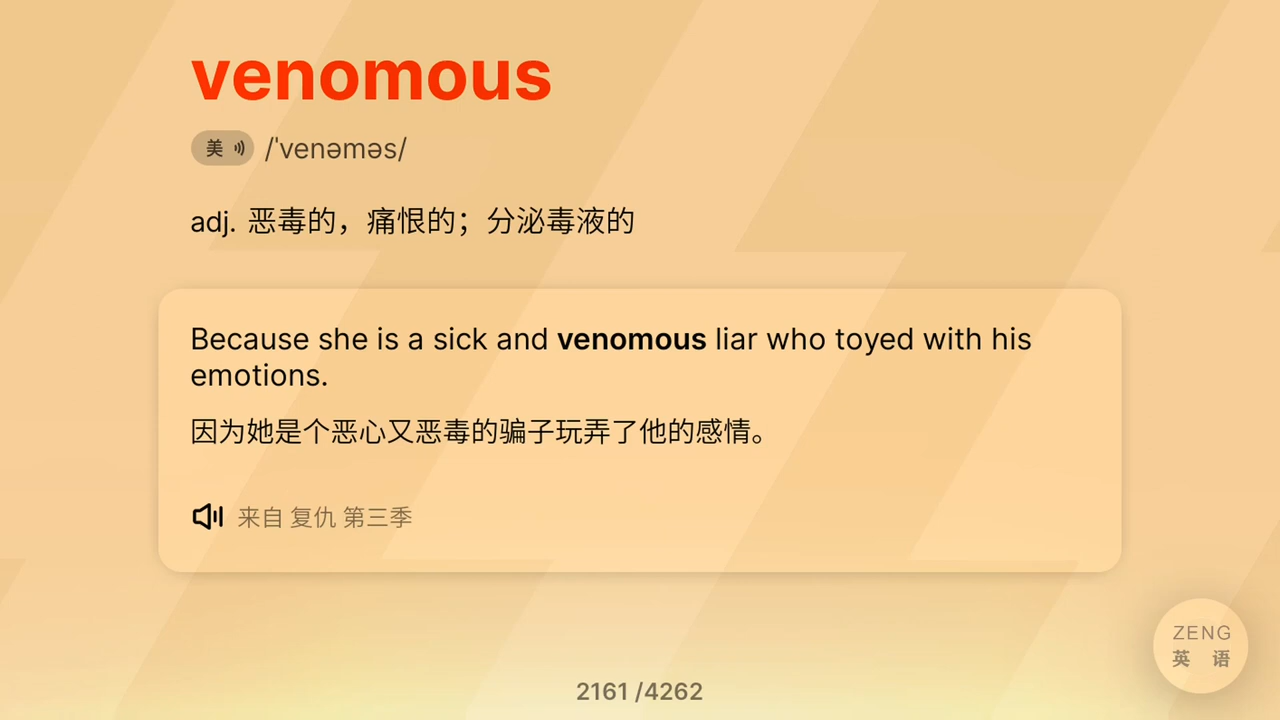 venomous
美 /ˈvenəməs/
adj. 恶毒的，痛恨的；分泌毒液的
Because she is a sick and venomous liar who toyed with his
emotions.
因为她是个恶心又恶毒的骗子玩弄了他的感情。
来自 复仇 第三季
ZENG
英 语
2161 /4262